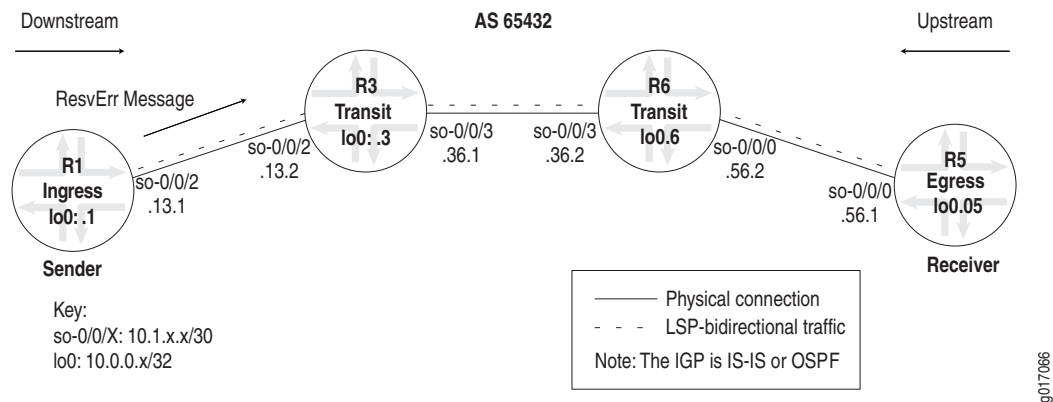 Downstream
AS 65432
Upstream
ResvErr Message
R3
Transit
lo0: .3
R6
Transit
lo0.6
so-0/0/2
.13.2
so-0/0/3
.36.1
so-0/0/3
.36.2
so-0/0/0
.56.2
R1
Ingress
lo0: .1
so-0/0/2
.13.1
so-0/0/0
.56.1
R5
Egress
lo0.05
Sender
Receiver
Key:
so-0/0/X: 10.1.x.x/30
lo0: 10.0.0.x/32
Physical connection
LSP-bidirectional traffic
Note: The IGP is IS-IS or OSPF
g017066